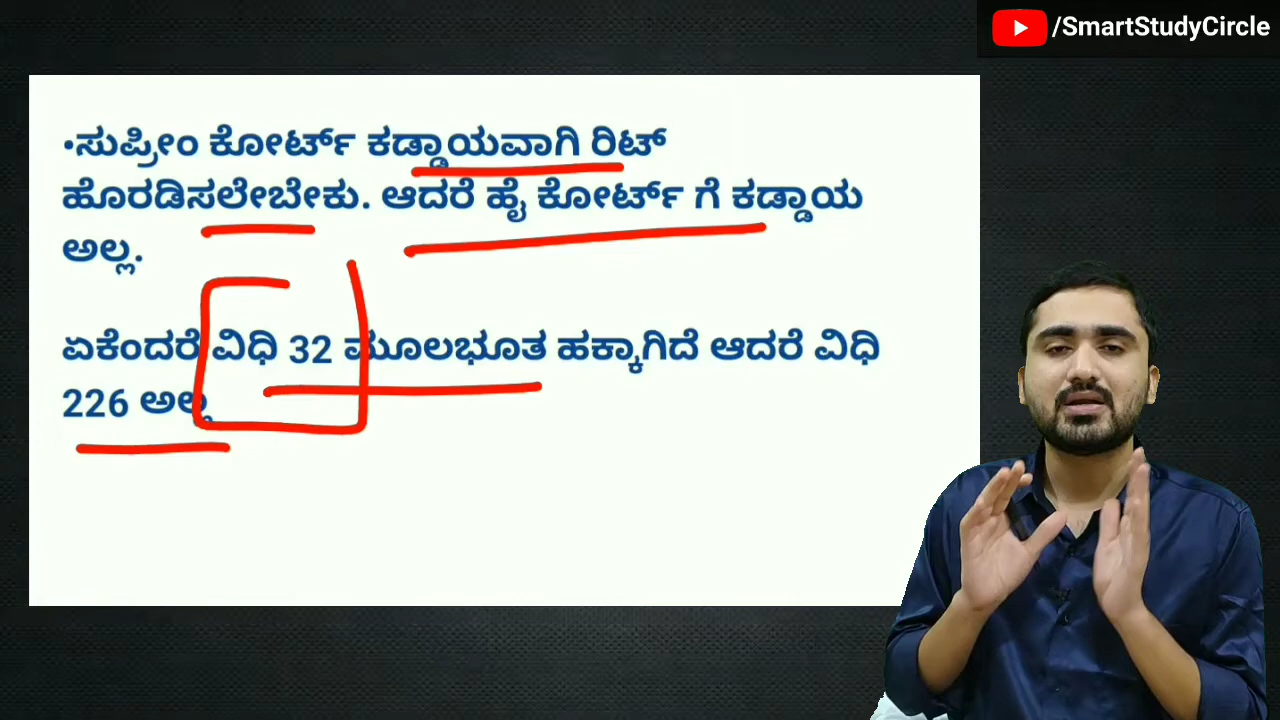 /SmartStudyCircle
•ಸುಪ್ರೀಂ ಕೋರ್ಟ್ ಕಡ್ಡಾಯವಾಗಿ ರಿಟ್
ಹೊರಡಿಸಲೇಬೇಕು. ಆದರೆ ಹೈ ಕೋರ್ಟ್ ಗೆ ಕಡ್ಡಾಯ
ಅಲ್ಲ.
ಏಕೆಂದರೆ ವಿಧಿ 32 ಮೂಲಭೂತ ಹಕ್ಕಾಗಿದೆ ಆದರೆ ವಿಧಿ
226 ಅಲ್ಲ